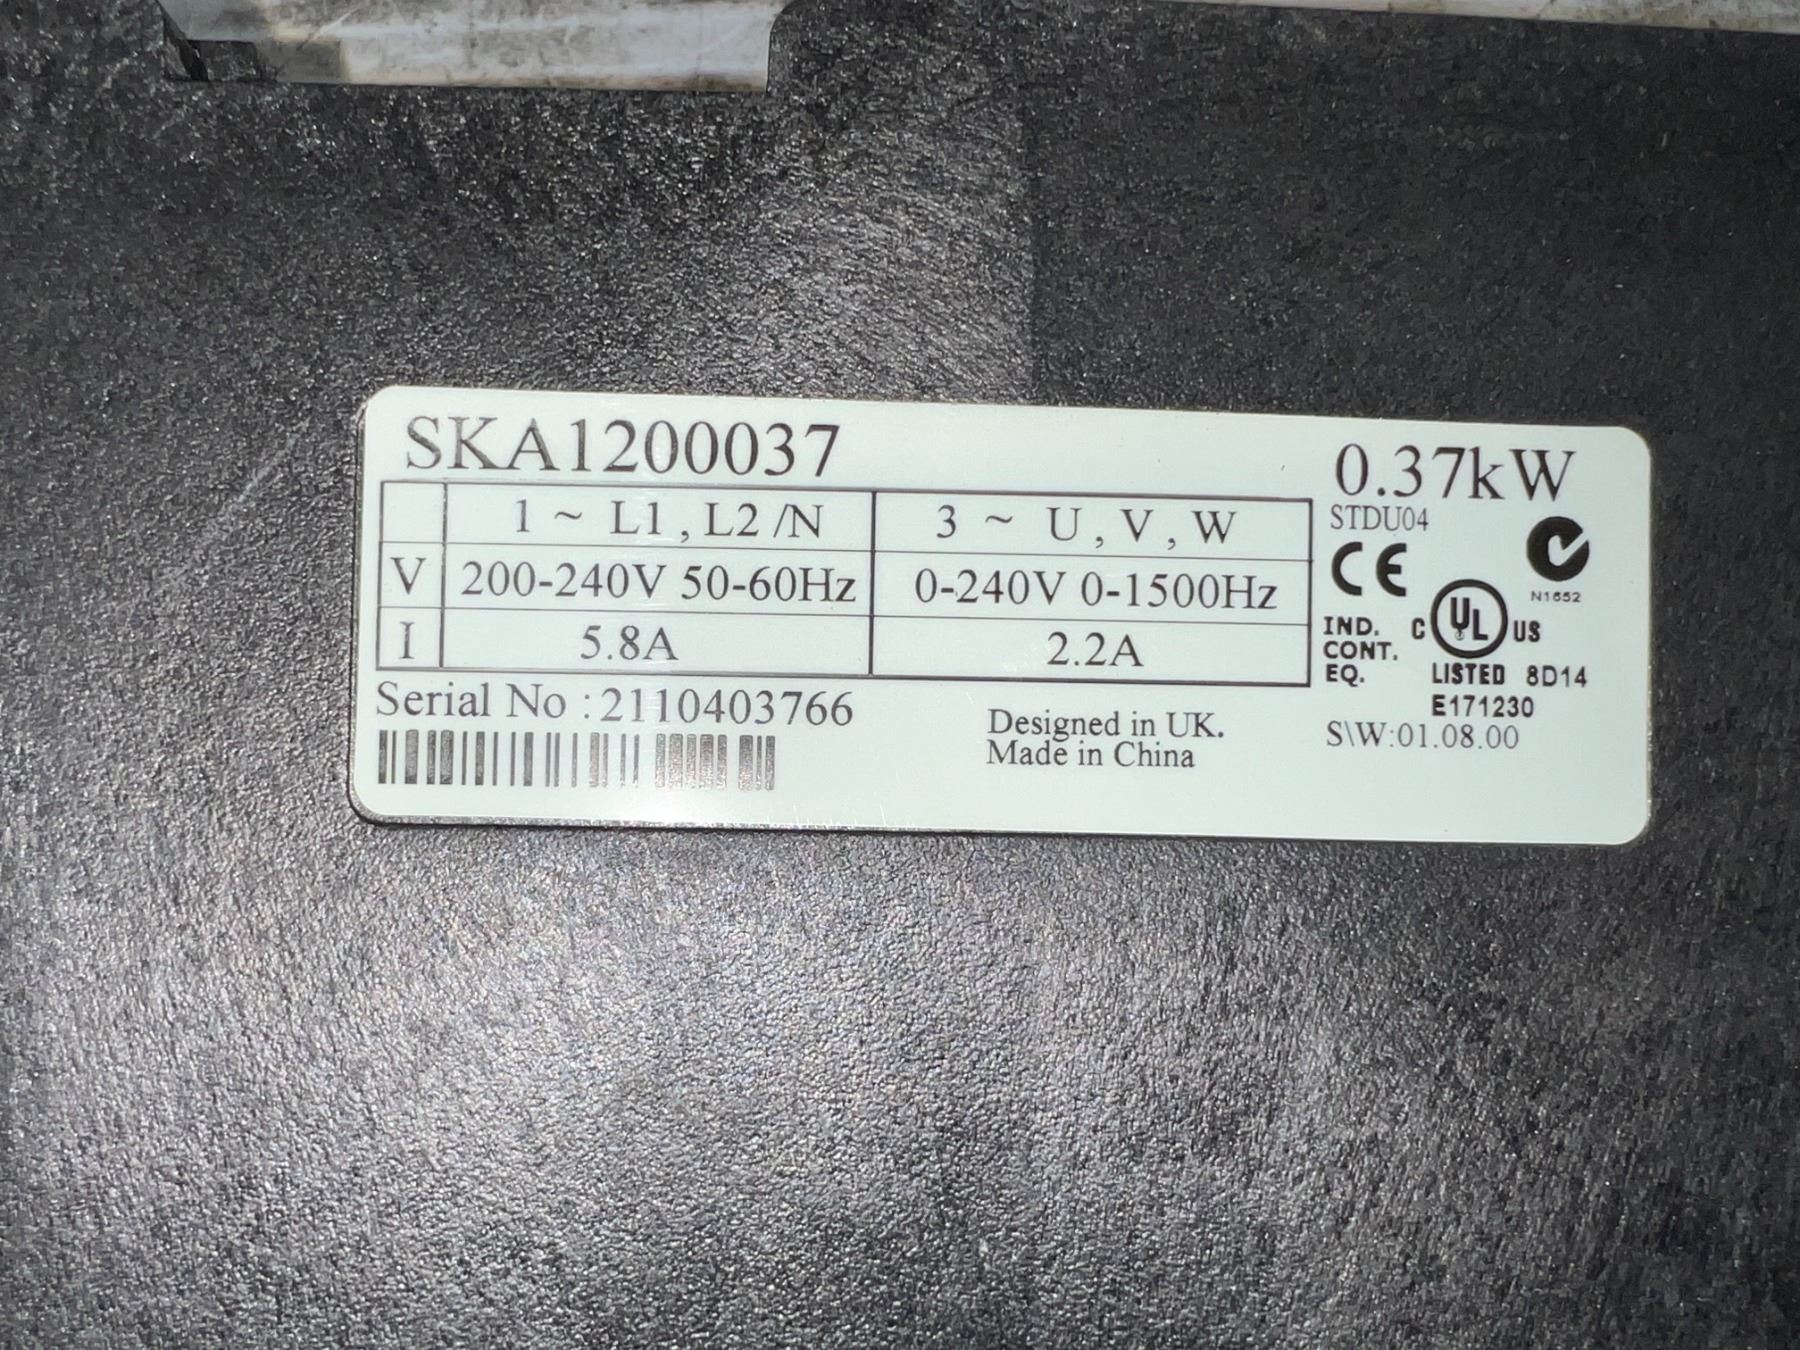 SKA1200037
0.37kW
1 ~ L1 , L2 /N
3 ~ U , V , W
STDU04
V
200-240V 50-60Hz
0-240V 0-1500Hz
CE
N1652
I
5.8A
2.2A
IND.
CONT.
EQ.
C UL US
LISTED 8D14
E171230
Serial No :2110403766
Designed in UK.
Made in China
S\W:01.08.00